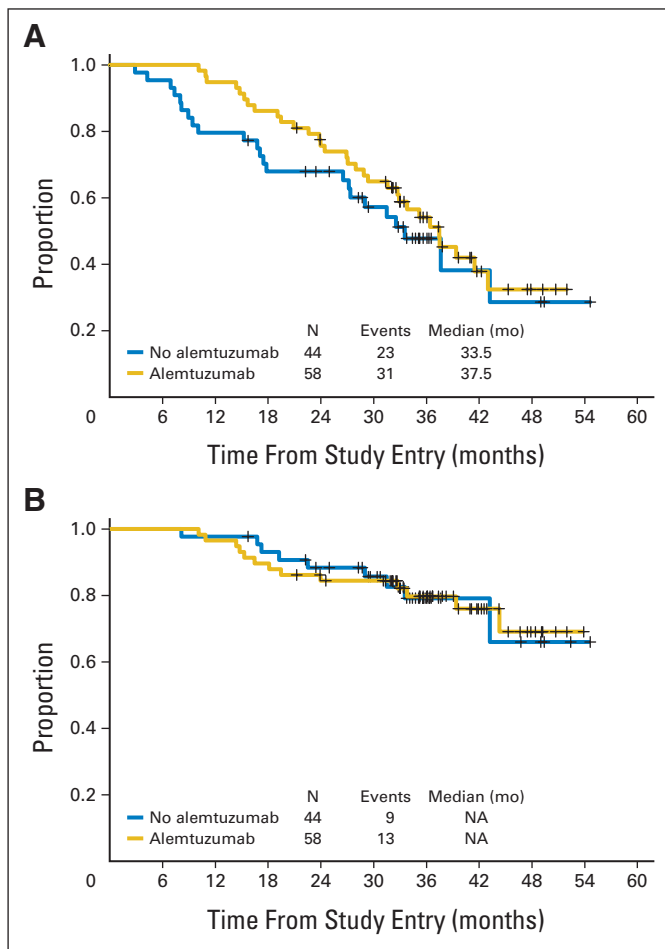 A
1.0
0.8
0.6
0.4
0.2
Proportion
N Events Median (mo)
No alemtuzumab 44 23 33.5
Alemtuzumab 58 31 37.5
0 6 12 18 24 30 36 42 48 54 60
Time From Study Entry (months)
B
1.0
0.8
0.6
0.4
0.2
Proportion
N Events Median (mo)
No alemtuzumab 44 9 NA
Alemtuzumab 58 13 NA
0 6 12 18 24 30 36 42 48 54 60
Time From Study Entry (months)